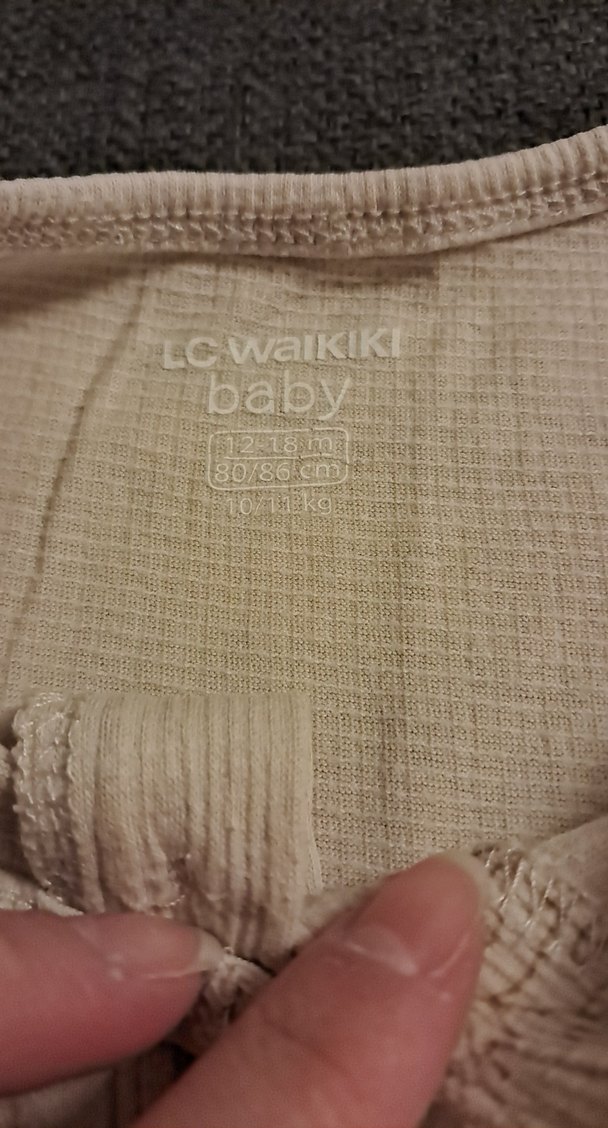 LC WAIKIKI
baby
12-18 m
80/86 cm
10/11 kg